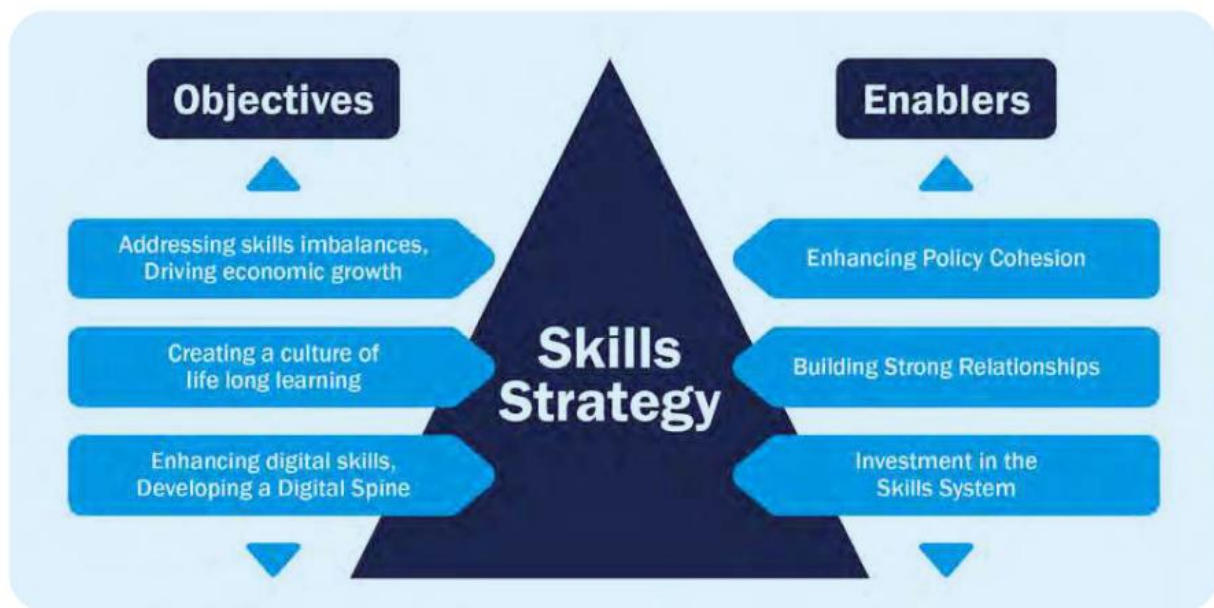 Objectives
Addressing skills imbalances,
Driving economic growth
Creating a culture of
life long learning
Enhancing digital skills,
Developing a Digital Spine
Skills
Strategy
Enablers
Enhancing Policy Cohesion
Building Strong Relationships
Investment in the
Skills System